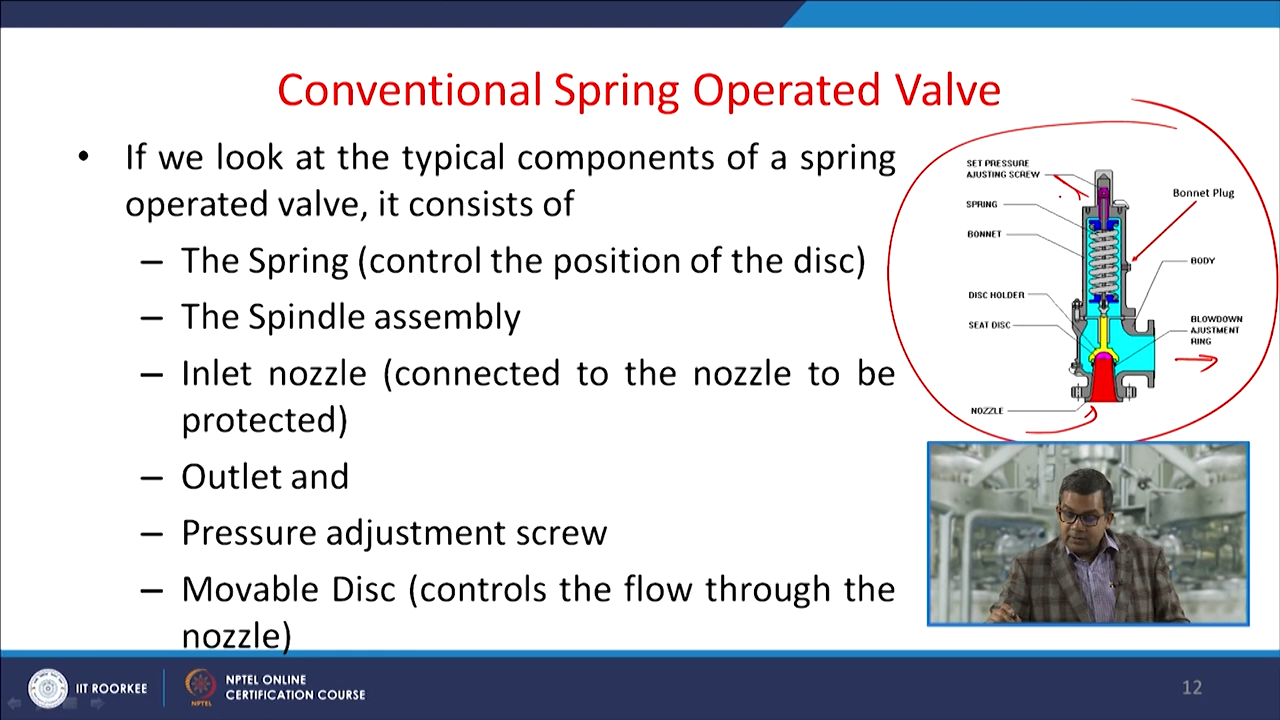 Conventional Spring Operated Valve
• If we look at the typical components of a spring
operated valve, it consists of
– The Spring (control the position of the disc)
– The Spindle assembly
– Inlet nozzle (connected to the nozzle to be
protected)
– Outlet and
– Pressure adjustment screw
– Movable Disc (controls the flow through the
nozzle)
SET PRESSURE
AJUSTING SCREW
SPRING
BONNET
DISC HOLDER
SEAT DISC
NOZZLE
Bonnet Plug
BODY
BLOWDOWN
AJUSTMENT
RING
IIT ROORKEE
NPTEL
NPTEL ONLINE
CERTIFICATION COURSE
12